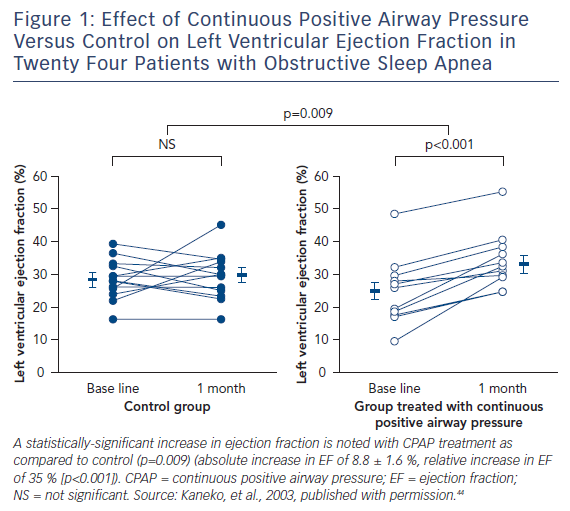 Figure 1: Effect of Continuous Positive Airway Pressure
Versus Control on Left Ventricular Ejection Fraction in
Twenty Four Patients with Obstructive Sleep Apnea
p=0.009
NS
p<0.001
Left ventricular ejection fraction (%)
60
50
40
30
20
10
0
Base line
1 month
Control group
Left ventricular ejection fraction (%)
60
50
40
30
20
10
0
Base line
1 month
Group treated with continuous
positive airway pressure
A statistically-significant increase in ejection fraction is noted with CPAP treatment as
compared to control (p=0.009) (absolute increase in EF of 8.8 ± 1.6 %, relative increase in EF
of 35 % [p<0.001]). CPAP = continuous positive airway pressure; EF = ejection fraction;
NS = not significant. Source: Kaneko, et al., 2003, published with permission.⁴⁴